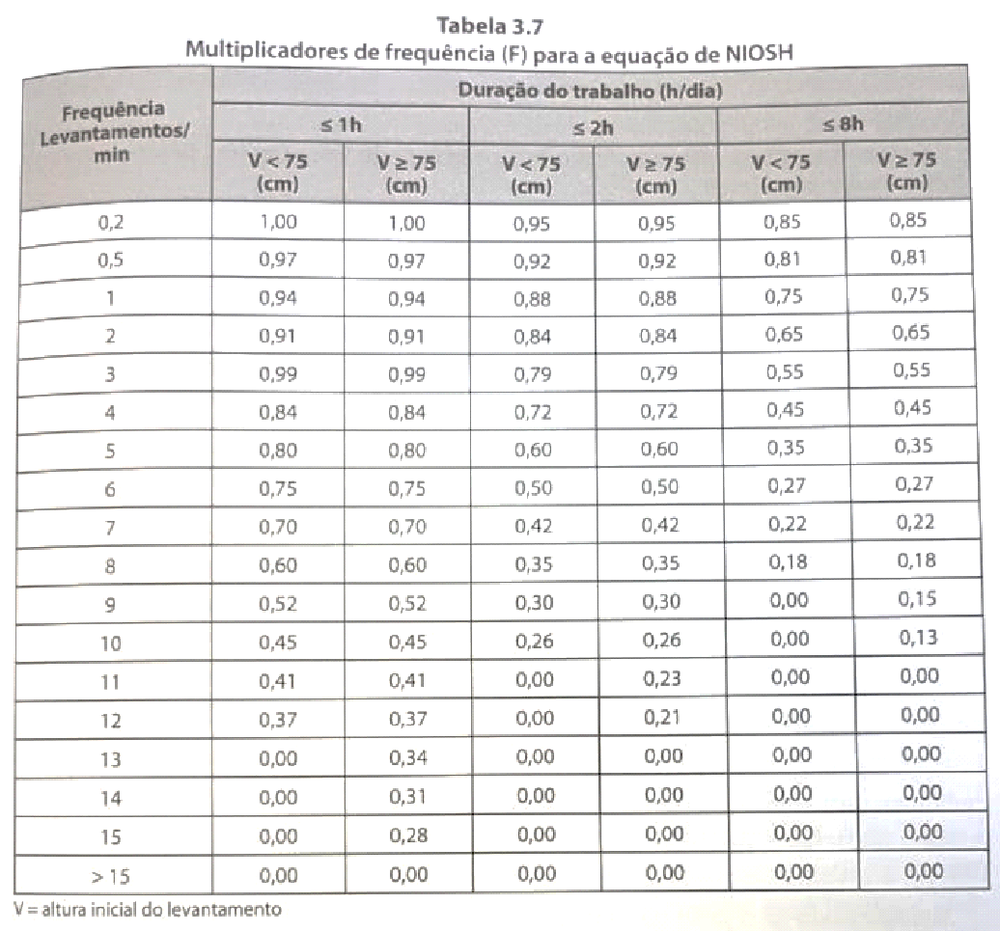 Tabela 3.7
Multiplicadores de frequência (F) para a equação de NIOSH
Frequência Levantamentos/ min
Duração do trabalho (h/dia)
≤ 1h ≤ 2h ≤ 8h
V < 75 (cm) V ≥ 75 (cm) V < 75 (cm) V ≥ 75 (cm) V < 75 (cm) V ≥ 75 (cm)
0,2 1,00 1,00 0,95 0,95 0,85 0,85
0,5 0,97 0,97 0,92 0,92 0,81 0,81
1 0,94 0,94 0,88 0,88 0,75 0,75
2 0,91 0,91 0,84 0,84 0,65 0,65
3 0,99 0,99 0,79 0,79 0,55 0,55
4 0,84 0,84 0,72 0,72 0,45 0,45
5 0,80 0,80 0,60 0,60 0,35 0,35
6 0,75 0,75 0,50 0,50 0,27 0,27
7 0,70 0,70 0,42 0,42 0,22 0,22
8 0,60 0,60 0,35 0,35 0,18 0,18
9 0,52 0,52 0,30 0,30 0,00 0,15
10 0,45 0,45 0,26 0,26 0,00 0,13
11 0,41 0,41 0,00 0,23 0,00 0,00
12 0,37 0,37 0,00 0,21 0,00 0,00
13 0,00 0,34 0,00 0,00 0,00 0,00
14 0,00 0,31 0,00 0,00 0,00 0,00
15 0,00 0,28 0,00 0,00 0,00 0,00
> 15 0,00 0,00 0,00 0,00 0,00 0,00
V = altura inicial do levantamento